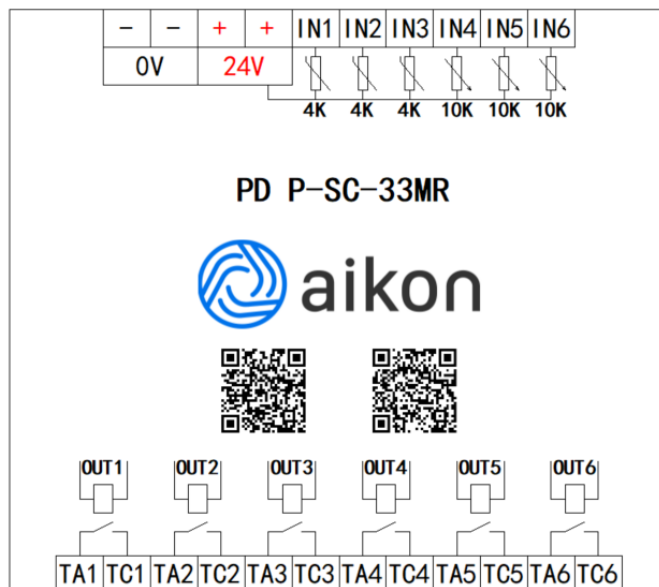 - - + + IN1 IN2 IN3 IN4 IN5 IN6
0V 24V
4K 4K 4K 10K 10K 10K
PD P-SC-33MR
aikon
OUT1 OUT2 OUT3 OUT4 OUT5 OUT6
TA1 TC1 TA2 TC2 TA3 TC3 TA4 TC4 TA5 TC5 TA6 TC6